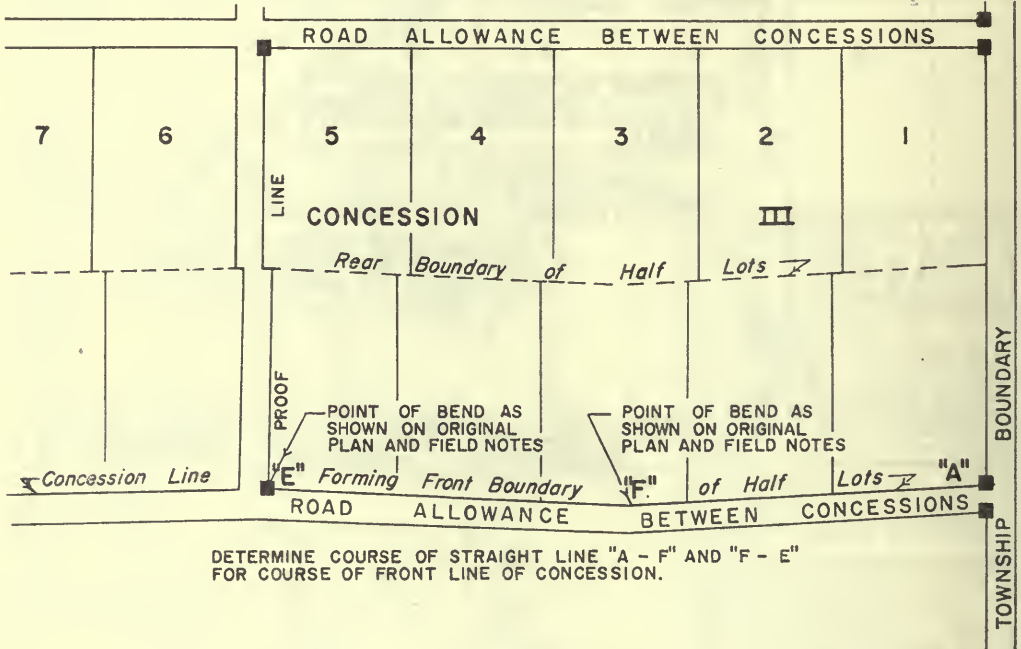 ROAD ALLOWANCE BETWEEN CONCESSIONS
7 6 5 4 3 2 1
LINE
CONCESSION III
Rear Boundary of Half Lots
BOUNDARY
PROOF
POINT OF BEND AS
SHOWN ON ORIGINAL
PLAN AND FIELD NOTES
POINT OF BEND AS
SHOWN ON ORIGINAL
PLAN AND FIELD NOTES
Concession Line "E" Forming Front Boundary "F" of Half Lots "A"
ROAD ALLOWANCE BETWEEN CONCESSIONS
TOWNSHIP
DETERMINE COURSE OF STRAIGHT LINE "A - F" AND "F - E"
FOR COURSE OF FRONT LINE OF CONCESSION.